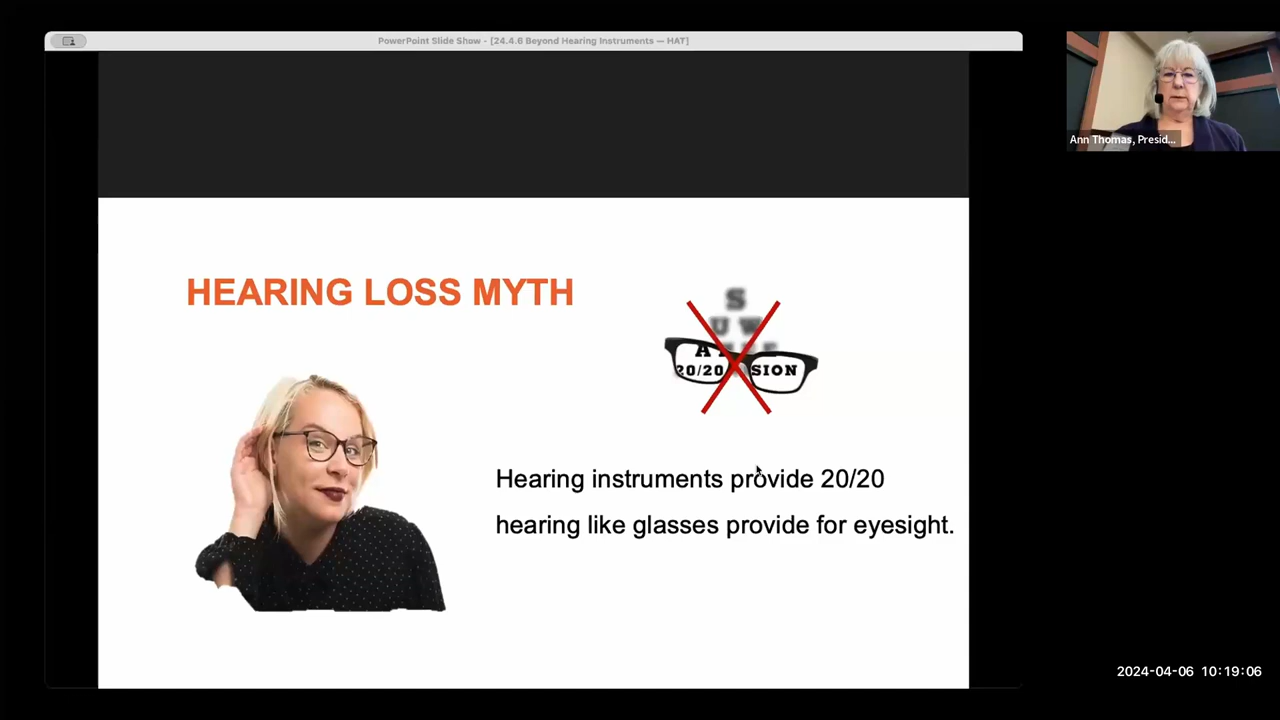 PowerPoint Slide Show - [24.4.6 Beyond Hearing Instruments — HAT]
Ann Thomas, Presid...
HEARING LOSS MYTH
S
U W
A
20/20 SION
Hearing instruments provide 20/20
hearing like glasses provide for eyesight.
2024-04-06 10:19:06